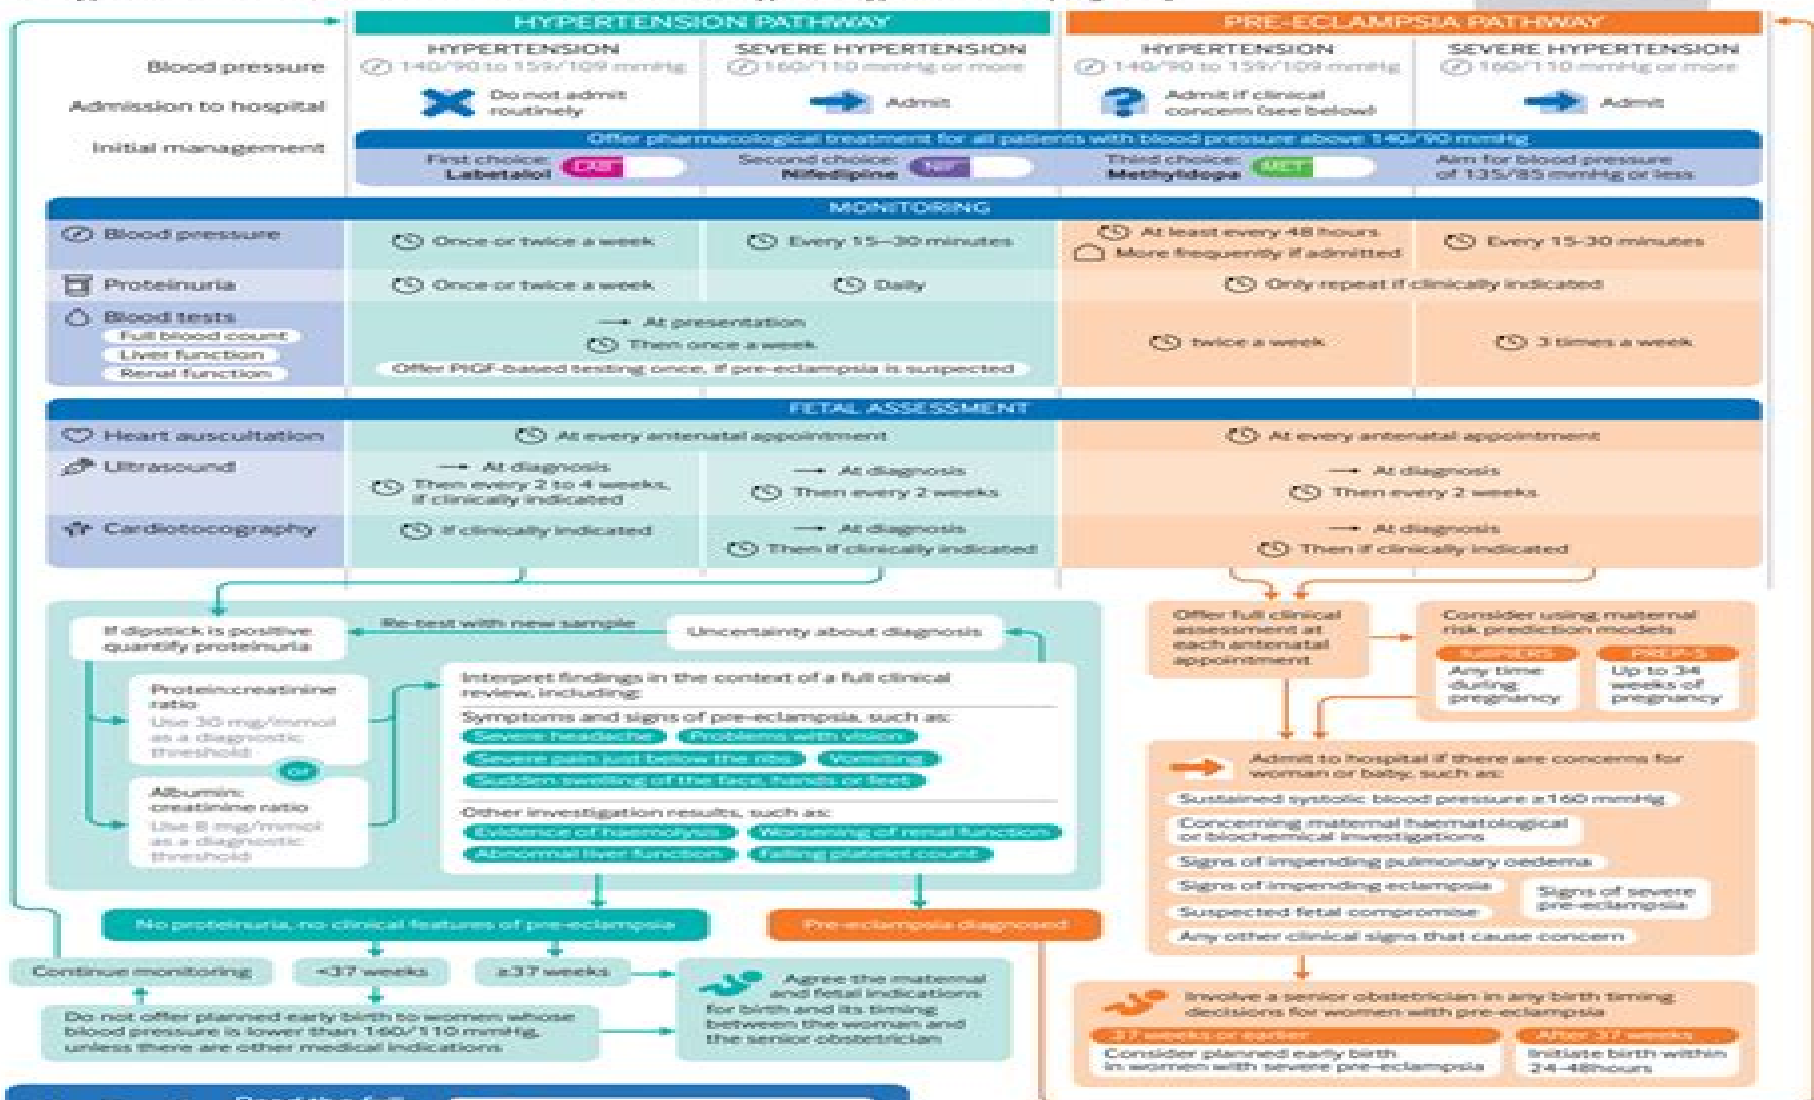 HYPERTENSION PATHWAY
PRE-ECLAMPSIA PATHWAY
Blood pressure
HYPERTENSION
140/90 to 159/109 mmHg
SEVERE HYPERTENSION
160/110 mmHg or more
HYPERTENSION
140/90 to 159/109 mmHg
SEVERE HYPERTENSION
160/110 mmHg or more
Admission to hospital
Do not admit
routinely
Admit
Admit if clinical
concern (see below)
Admit
Initial management
Offer pharmacological treatment for all patients with blood pressure above 140/90 mmHg
First choice:
Labetalol
LAB
Second choice:
Nifedipine
NIF
Third choice:
Methyldopa
MET
Aim for blood pressure
of 135/85 mmHg or less
MONITORING
Blood pressure
Once or twice a week
Every 15–30 minutes
At least every 48 hours
More frequently if admitted
Every 15-30 minutes
Proteinuria
Once or twice a week
Daily
Only repeat if clinically indicated
Blood tests
Full blood count
Liver function
Renal function
At presentation
Then once a week
Offer PlGF-based testing once, if pre-eclampsia is suspected
twice a week
3 times a week
FETAL ASSESSMENT
Heart auscultation
At every antenatal appointment
At every antenatal appointment
Ultrasound
At diagnosis
Then every 2 to 4 weeks,
if clinically indicated
At diagnosis
Then every 2 weeks
At diagnosis
Then every 2 weeks
Cardiotocography
If clinically indicated
At diagnosis
Then if clinically indicated
At diagnosis
Then if clinically indicated
If dipstick is positive
quantify proteinuria
Re-test with new sample
Uncertainty about diagnosis
Protein:creatinine
ratio
Use 30 mg/mmol
as a diagnostic
threshold
or
Albumin:
creatinine ratio
Use 8 mg/mmol
as a diagnostic
threshold
Interpret findings in the context of a full clinical
review, including:
Symptoms and signs of pre-eclampsia, such as:
Severe headache
Problems with vision
Severe pain just below the ribs
Vomiting
Sudden swelling of the face, hands or feet
Other investigation results, such as:
Evidence of haemolysis
Worsening of renal function
Abnormal liver function
Falling platelet count
No proteinuria, no clinical features of pre-eclampsia
Pre-eclampsia diagnosed
Continue monitoring
<37 weeks
≥37 weeks
Do not offer planned early birth to women whose
blood pressure is lower than 160/110 mmHg,
unless there are other medical indications
Agree the maternal
and fetal indications
for birth and its timing
between the woman and
the senior obstetrician
Offer full clinical
assessment at
each antenatal
appointment
Consider using maternal
risk prediction models
Any time
during
pregnancy
PREP-S
Up to 34
weeks of
pregnancy
Admit to hospital if there are concerns for
woman or baby, such as:
Sustained systolic blood pressure ≥160 mmHg
Concerning maternal haematological
or biochemical investigations
Signs of impending pulmonary oedema
Signs of impending eclampsia
Signs of severe
pre-eclampsia
Suspected fetal compromise
Any other clinical signs that cause concern
Involve a senior obstetrician in any birth timing
decisions for women with pre-eclampsia
37 weeks or earlier
Consider planned early birth
in women with severe pre-eclampsia
After 37 weeks
Initiate birth within
24-48hours